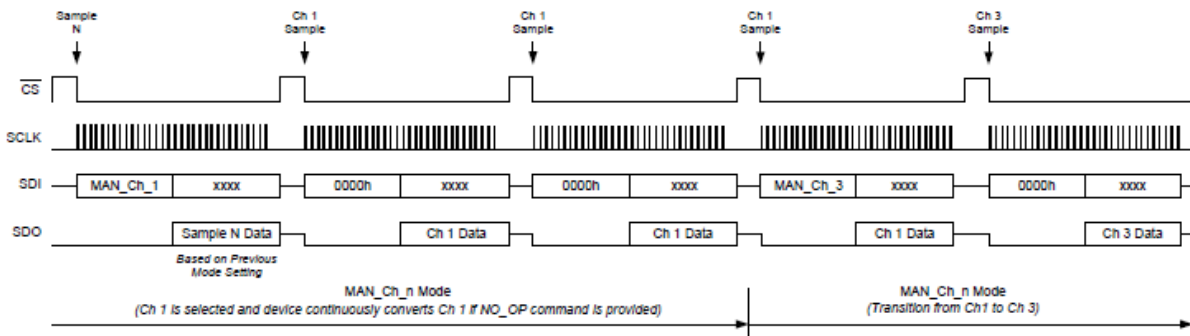 Sample
N
Ch 1
Sample
Ch 1
Sample
Ch 1
Sample
Ch 3
Sample
CS
SCLK
SDI
MAN_Ch_1
xxxx
0000h
xxxx
0000h
xxxx
MAN_Ch_3
xxxx
0000h
xxxx
SDO
Sample N Data
Ch 1 Data
Ch 1 Data
Ch 1 Data
Ch 3 Data
Based on Previous
Mode Setting
MAN_Ch_n Mode
(Ch 1 is selected and device continuously converts Ch 1 if NO_OP command is provided)
MAN_Ch_n Mode
(Transition from Ch1 to Ch 3)